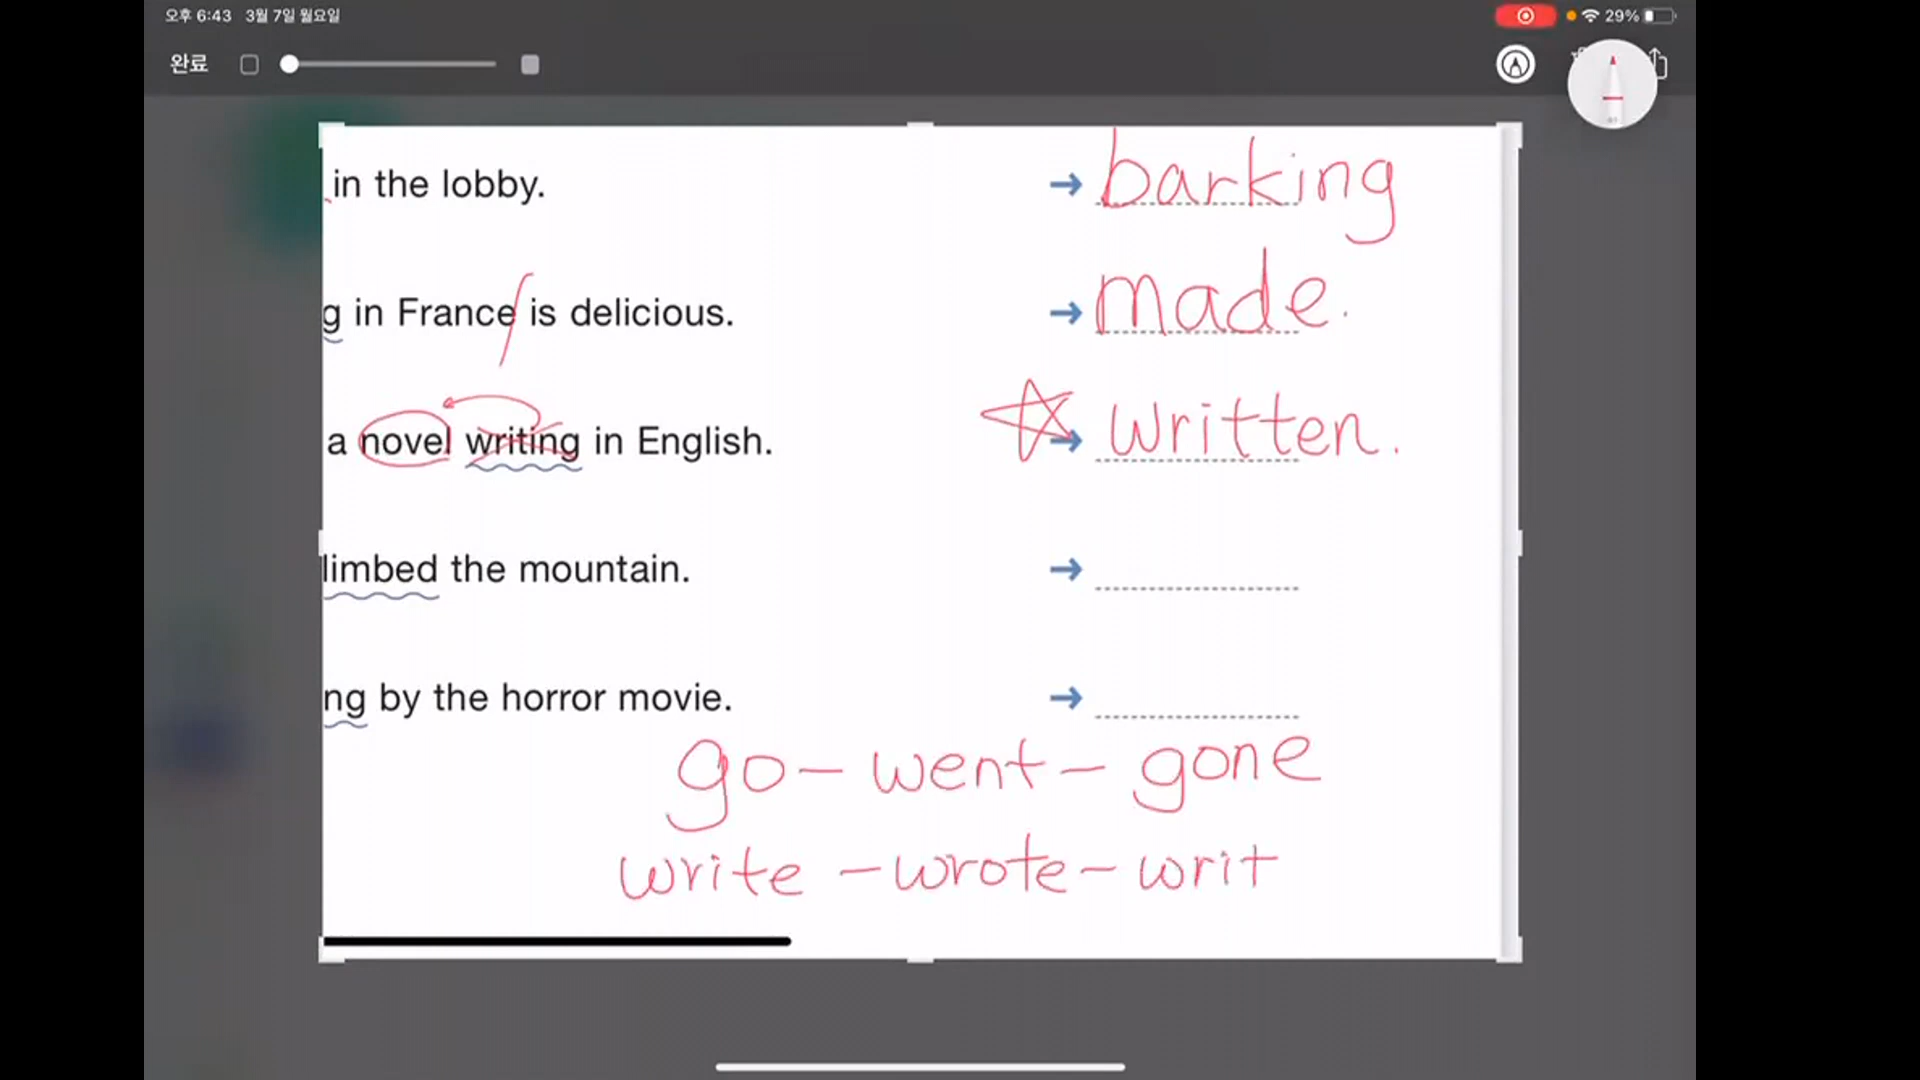 오후 6:43 3월 7일 월요일
29%
완료
in the lobby. → barking
g in France is delicious. → made.
a novel writing in English. → written.
limbed the mountain. →
ng by the horror movie. →
go - went - gone
write - wrote - writ